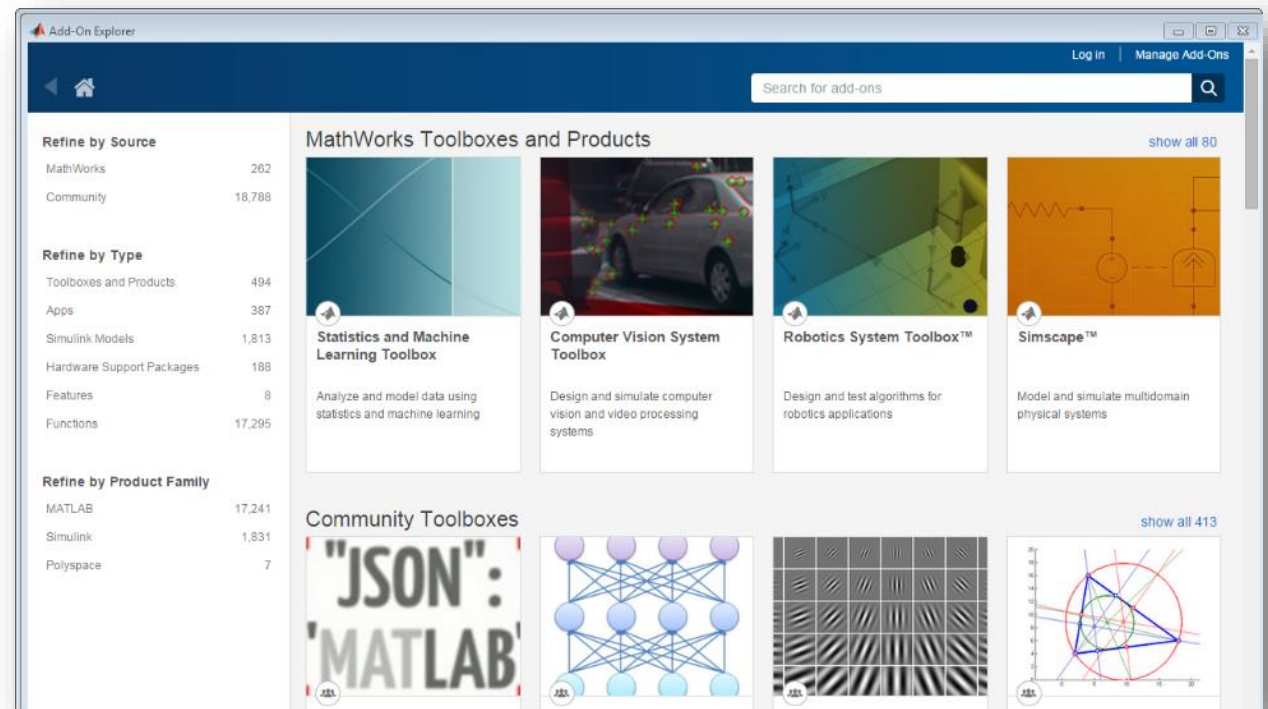 Add-On Explorer
Log in | Manage Add-Ons
Search for add-ons
Refine by Source
MathWorks 262
Community 18,788
Refine by Type
Toolboxes and Products 494
Apps 387
Simulink Models 1,813
Hardware Support Packages 188
Features 8
Functions 17,295
Refine by Product Family
MATLAB 17,241
Simulink 1,831
Polyspace 7
MathWorks Toolboxes and Products
show all 80
Statistics and Machine
Learning Toolbox
Analyze and model data using
statistics and machine learning
Computer Vision System
Toolbox
Design and simulate computer
vision and video processing
systems
Robotics System Toolbox™
Design and test algorithms for
robotics applications
Simscape™
Model and simulate multidomain
physical systems
Community Toolboxes
show all 413
"JSON":
'MATLAB'